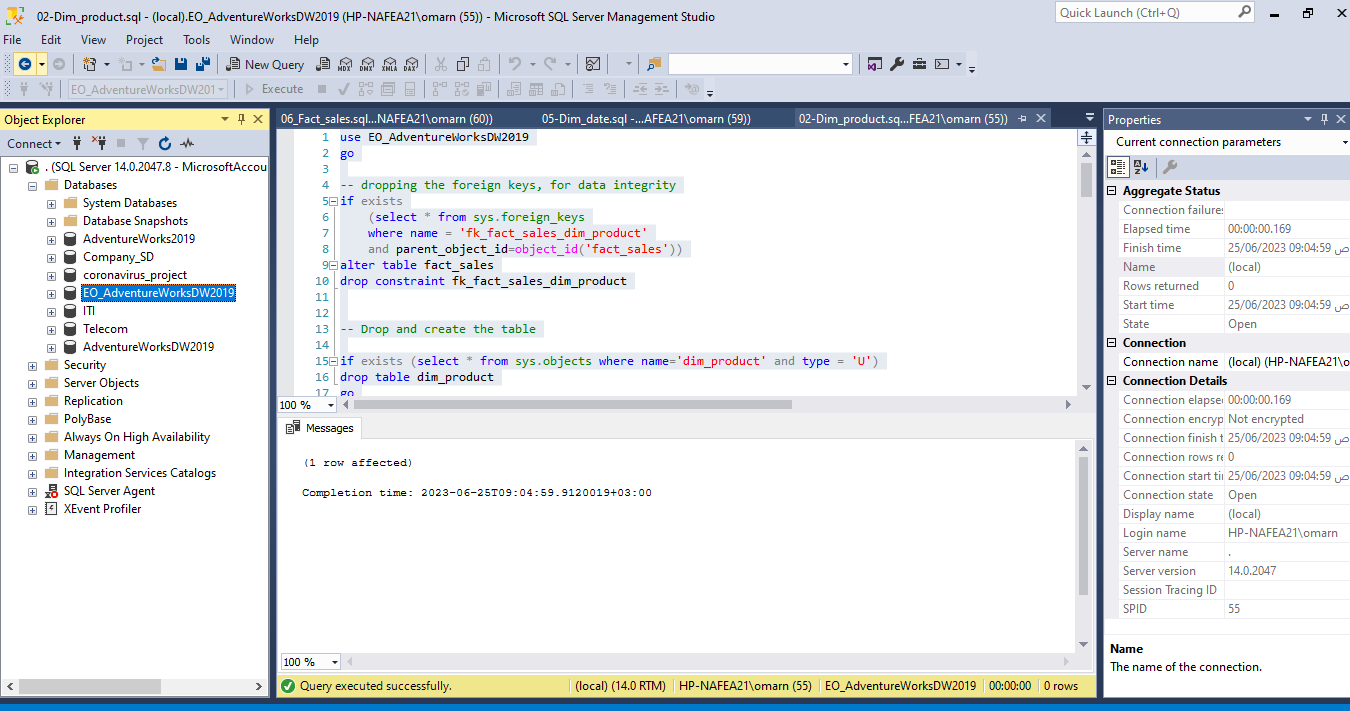 02-Dim_product.sql - (local).EO_AdventureWorksDW2019 (HP-NAFEA21\omarn (55)) - Microsoft SQL Server Management Studio
Quick Launch (Ctrl+Q)
File Edit View Project Tools Window Help
New Query
MDX DMX XMLA DAX
EO_AdventureWorksDW201
Execute
Object Explorer
Connect
. (SQL Server 14.0.2047.8 - MicrosoftAccou
Databases
System Databases
Database Snapshots
AdventureWorks2019
Company_SD
coronavirus_project
EO_AdventureWorksDW2019
ITI
Telecom
AdventureWorksDW2019
Security
Server Objects
Replication
PolyBase
Always On High Availability
Management
Integration Services Catalogs
SQL Server Agent
XEvent Profiler
06_Fact_sales.sql...NAFEA21\omarn (60))
05-Dim_date.sql -...AFEA21\omarn (59))
02-Dim_product.sq...FEA21\omarn (55))
1 use EO_AdventureWorksDW2019
2 go
3
4 -- dropping the foreign keys, for data integrity
5 if exists
6 (select * from sys.foreign_keys
7 where name = 'fk_fact_sales_dim_product'
8 and parent_object_id=object_id('fact_sales'))
9 alter table fact_sales
10 drop constraint fk_fact_sales_dim_product
11
12
13 -- Drop and create the table
14
15 if exists (select * from sys.objects where name='dim_product' and type = 'U')
16 drop table dim_product
17 go
100 %
Messages
(1 row affected)
Completion time: 2023-06-25T09:04:59.9120019+03:00
100 %
Query executed successfully.
(local) (14.0 RTM)
HP-NAFEA21\omarn (55)
EO_AdventureWorksDW2019
00:00:00
0 rows
Properties
Current connection parameters
Aggregate Status
Connection failures
Elapsed time 00:00:00.169
Finish time 25/06/2023 09:04:59 ص
Name (local)
Rows returned 0
Start time 25/06/2023 09:04:59 ص
State Open
Connection
Connection name (local) (HP-NAFEA21\o
Connection Details
Connection elapse 00:00:00.169
Connection encryp Not encrypted
Connection finish t 25/06/2023 09:04:59 ص
Connection rows re 0
Connection start ti 25/06/2023 09:04:59 ص
Connection state Open
Display name (local)
Login name HP-NAFEA21\omarn
Server name .
Server version 14.0.2047
Session Tracing ID
SPID 55
Name
The name of the connection.